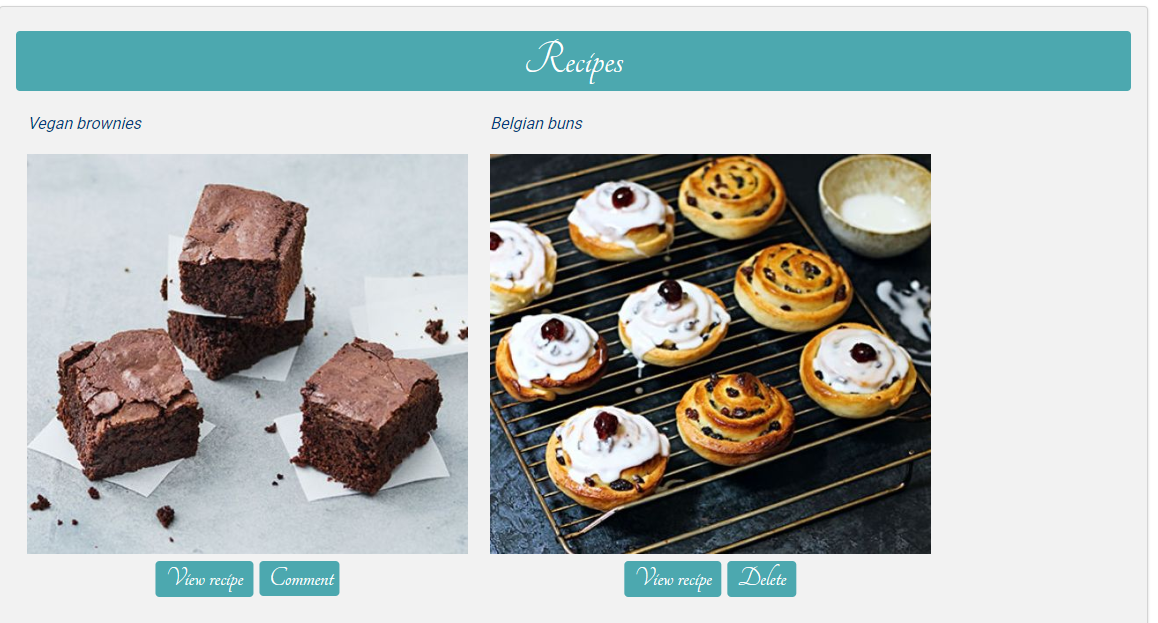 Recipes
Vegan brownies
Belgian buns
View recipe
Comment
View recipe
Delete